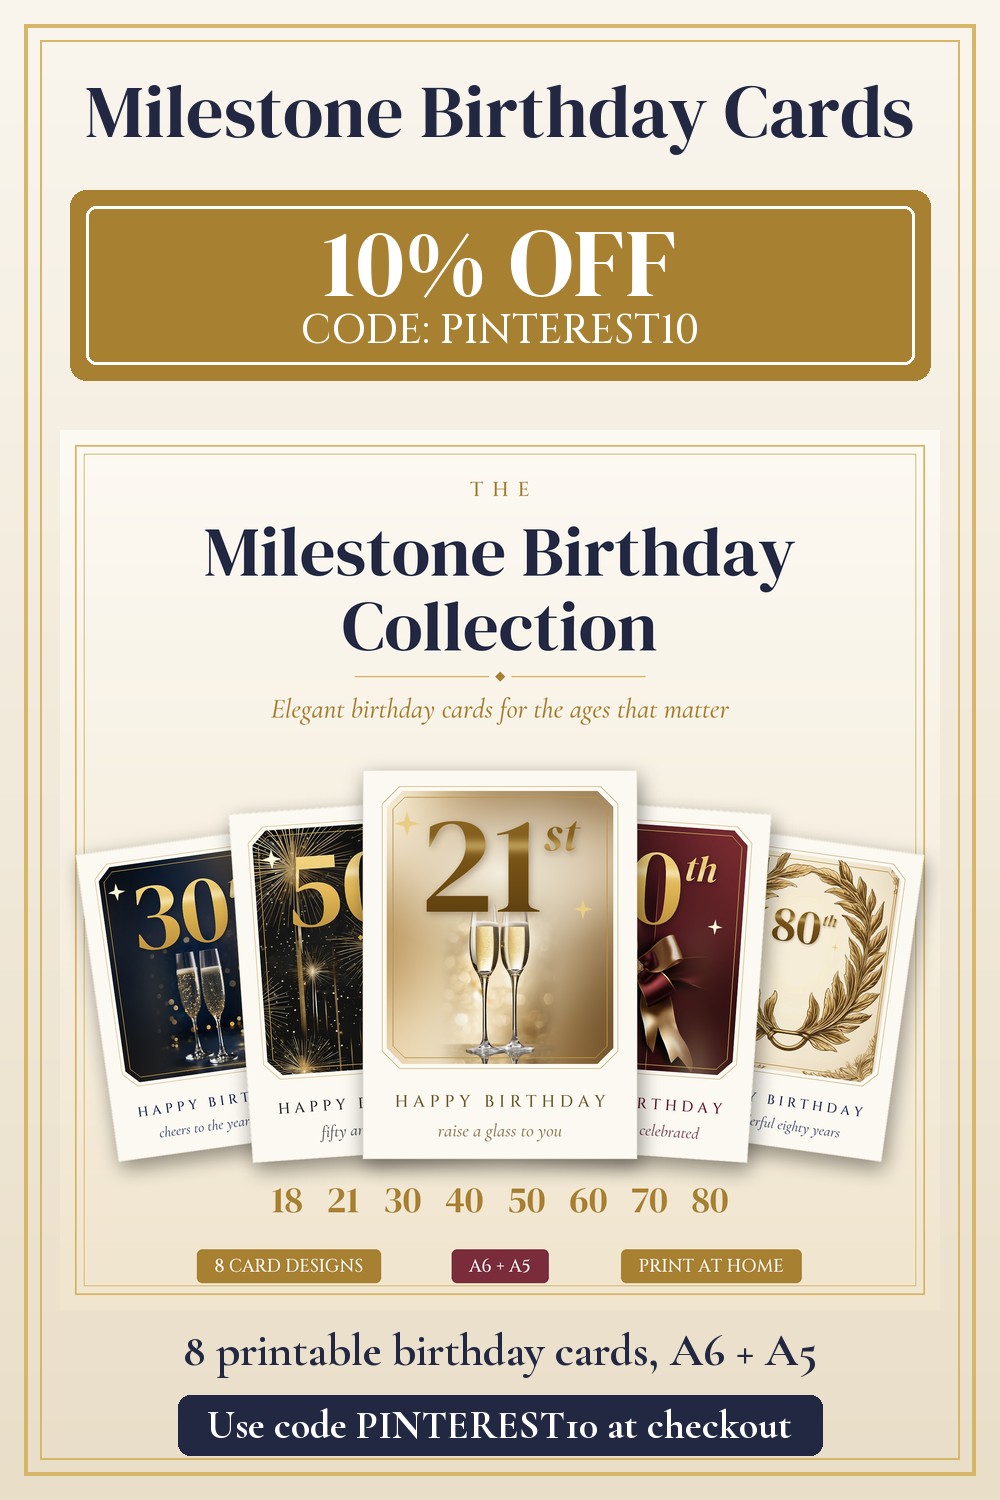 Milestone Birthday Cards
10% OFF
CODE: PINTEREST10
THE
Milestone Birthday
Collection
Elegant birthday cards for the ages that matter
30
HAPPY BIRT
cheers to the year
50
HAPPY
fifty
21st
HAPPY BIRTHDAY
raise a glass to you
0th
RTHDAY
celebrated
80th
BIRTHDAY
erful eighty years
18 21 30 40 50 60 70 80
8 CARD DESIGNS
A6 + A5
PRINT AT HOME
8 printable birthday cards, A6 + A5
Use code PINTEREST10 at checkout